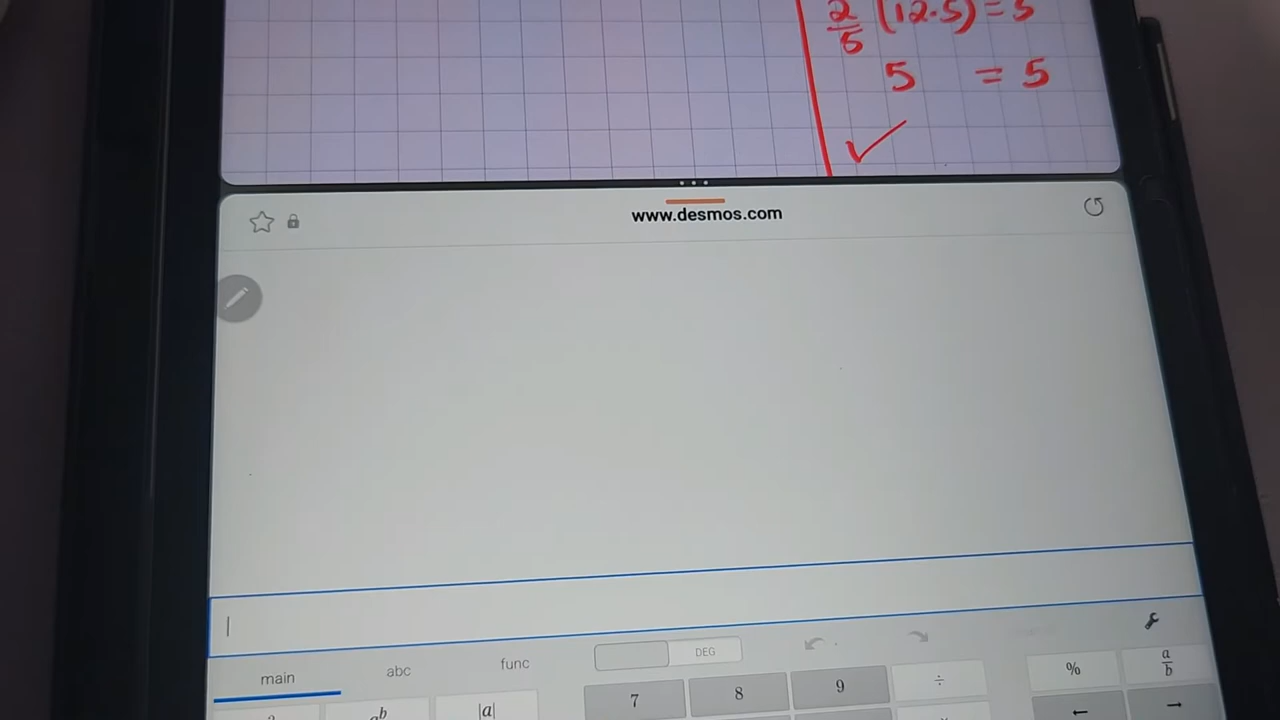 2/5 (12.5) = 5
5 = 5
www.desmos.com
main abc func DEG
% a/b
a^b |a| 7 8 9 ÷ ← →